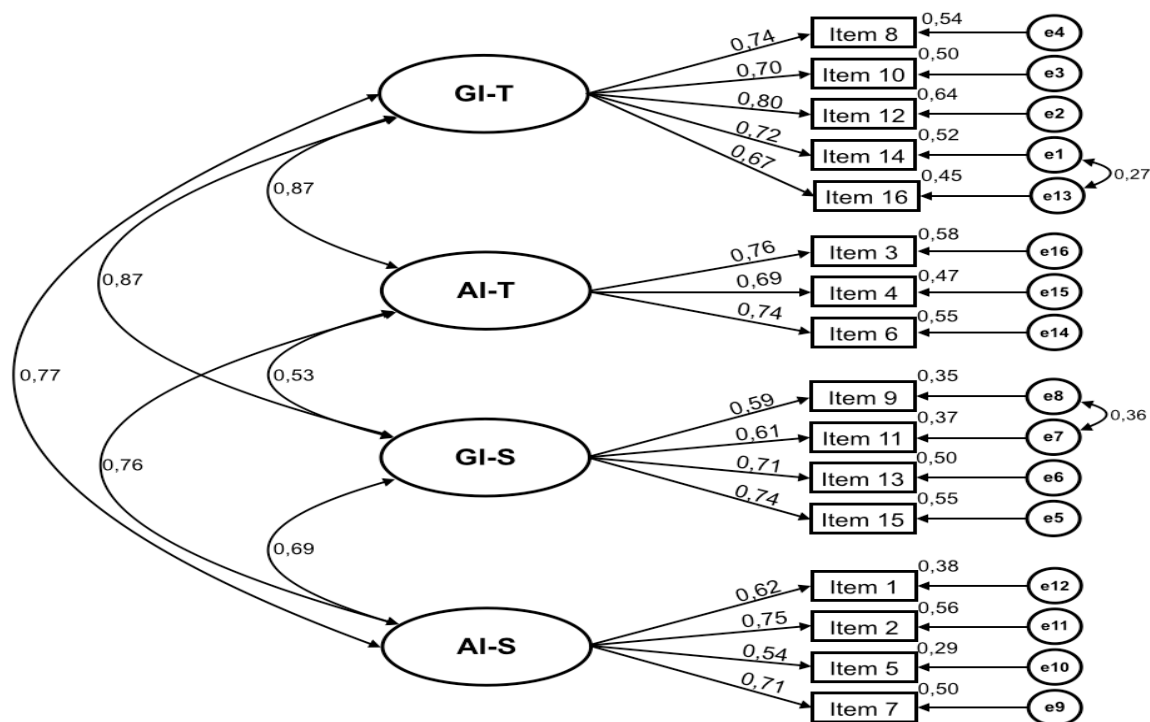 0,74 Item 8 0,54 e4
GI-T 0,70 Item 10 0,50 e3
0,80 Item 12 0,64 e2
0,72 Item 14 0,52 e1
0,67 Item 16 0,45 e13 0,27
0,87
0,76 Item 3 0,58 e16
AI-T 0,69 Item 4 0,47 e15
0,74 Item 6 0,55 e14
0,87
0,77
0,53
0,59 Item 9 0,35 e8
GI-S 0,61 Item 11 0,37 e7 0,36
0,71 Item 13 0,50 e6
0,74 Item 15 0,55 e5
0,76
0,69
0,62 Item 1 0,38 e12
AI-S 0,75 Item 2 0,56 e11
0,54 Item 5 0,29 e10
0,71 Item 7 0,50 e9